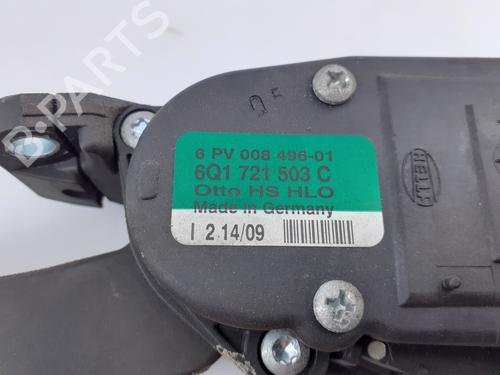 6 PV 008 496-01
6Q1 721 503 C
Otto HS HLO
Made in Germany
I 2 14/09
HELLA
B-Parts